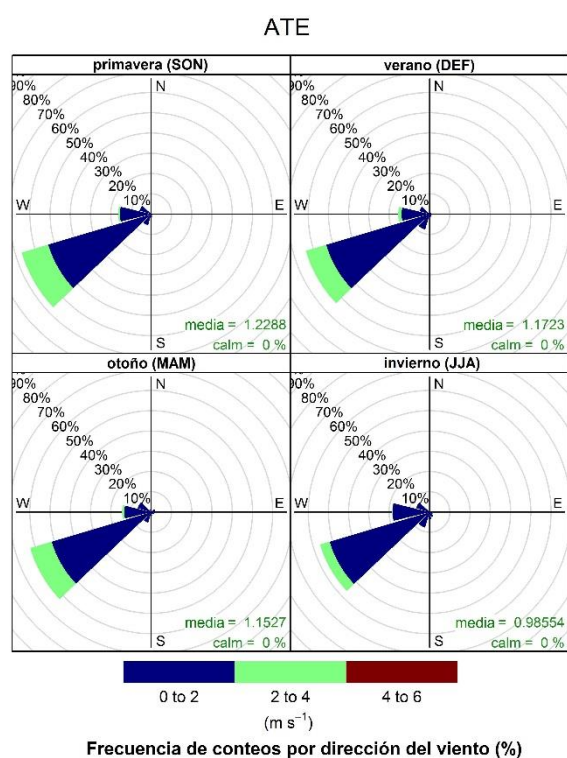 ATE
primavera (SON)
90%
80%
70%
60%
50%
40%
30%
20%
10%
N
W
E
S
media = 1.2288
calm = 0 %
verano (DEF)
90%
80%
70%
60%
50%
40%
30%
20%
10%
N
W
E
S
media = 1.1723
calm = 0 %
otoño (MAM)
90%
80%
70%
60%
50%
40%
30%
20%
10%
N
W
E
S
media = 1.1527
calm = 0 %
invierno (JJA)
90%
80%
70%
60%
50%
40%
30%
20%
10%
N
W
E
S
media = 0.98554
calm = 0 %
0 to 2
2 to 4
4 to 6
(m s⁻¹)
Frecuencia de conteos por dirección del viento (%)